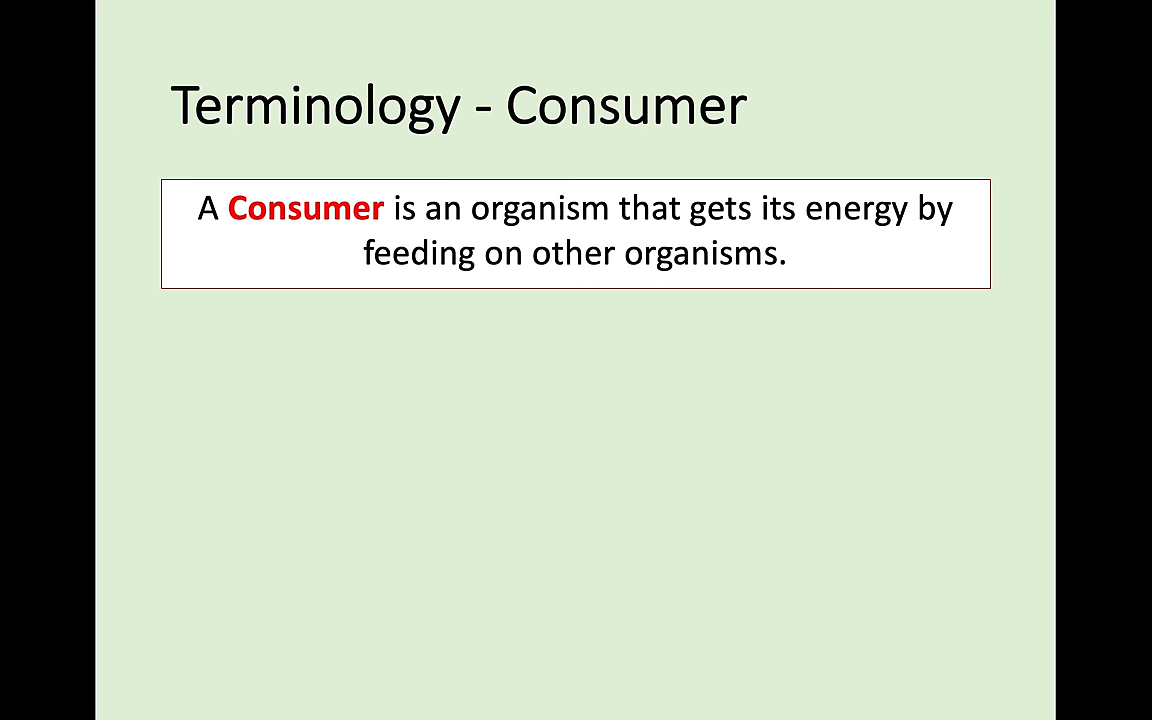 Terminology - Consumer
A Consumer is an organism that gets its energy by
feeding on other organisms.